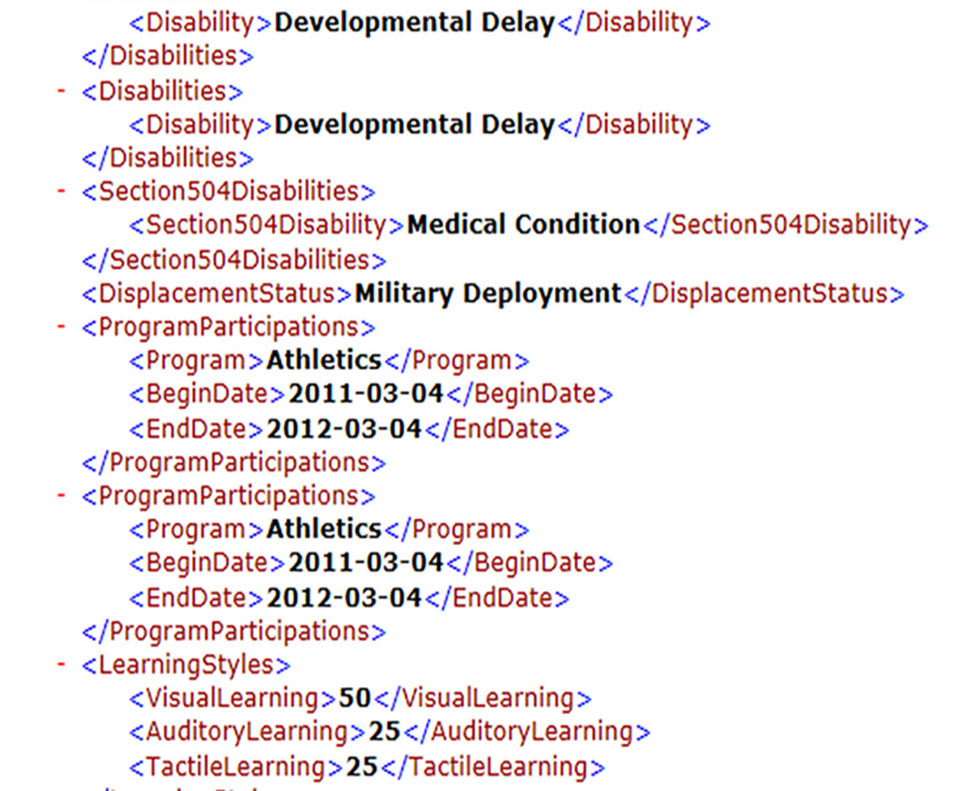 <Disability>Developmental Delay</Disability>
</Disabilities>
- <Disabilities>
<Disability>Developmental Delay</Disability>
</Disabilities>
- <Section504Disabilities>
<Section504Disability>Medical Condition</Section504Disability>
</Section504Disabilities>
<DisplacementStatus>Military Deployment</DisplacementStatus>
- <ProgramParticipations>
<Program>Athletics</Program>
<BeginDate>2011-03-04</BeginDate>
<EndDate>2012-03-04</EndDate>
</ProgramParticipations>
- <ProgramParticipations>
<Program>Athletics</Program>
<BeginDate>2011-03-04</BeginDate>
<EndDate>2012-03-04</EndDate>
</ProgramParticipations>
- <LearningStyles>
<VisualLearning>50</VisualLearning>
<AuditoryLearning>25</AuditoryLearning>
<TactileLearning>25</TactileLearning>